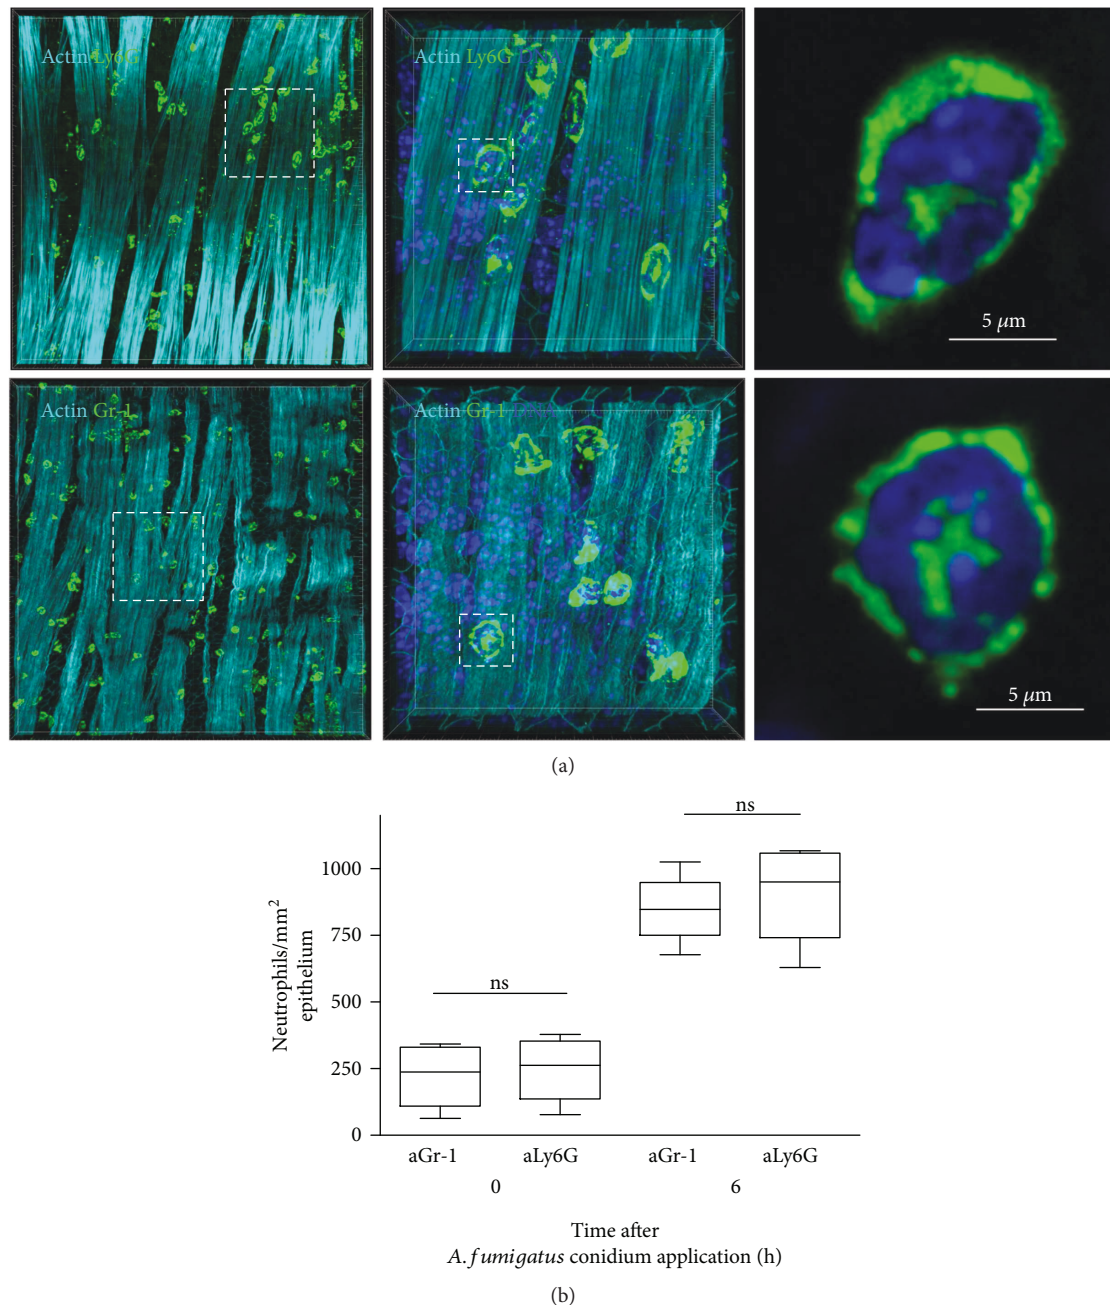 Actin Ly6G
Actin Ly6G DNA
5 μm
Actin Gr-1
Actin Gr-1
5 μm
(a)
Neutrophils/mm²
epithelium
1000
750
500
250
0
ns
ns
aGr-1 aLy6G aGr-1 aLy6G
0 6
Time after
A. fumigatus conidium application (h)
(b)